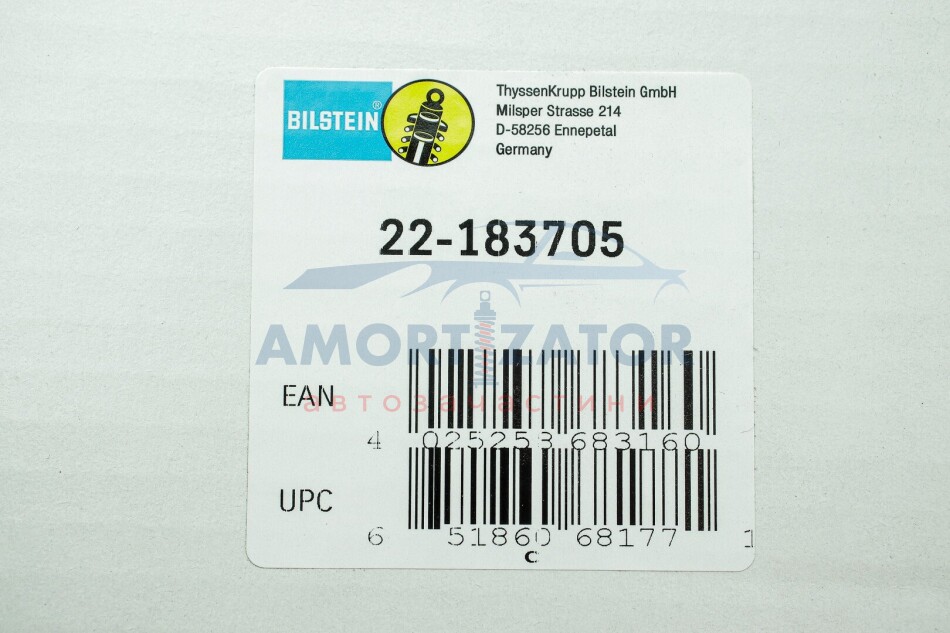 BILSTEIN®
ThyssenKrupp Bilstein GmbH
Milsper Strasse 214
D-58256 Ennepetal
Germany
22-183705
AMORTIZATOR
автозачастини
EAN
4 025258 683160
UPC
6 51860 68177 1
C